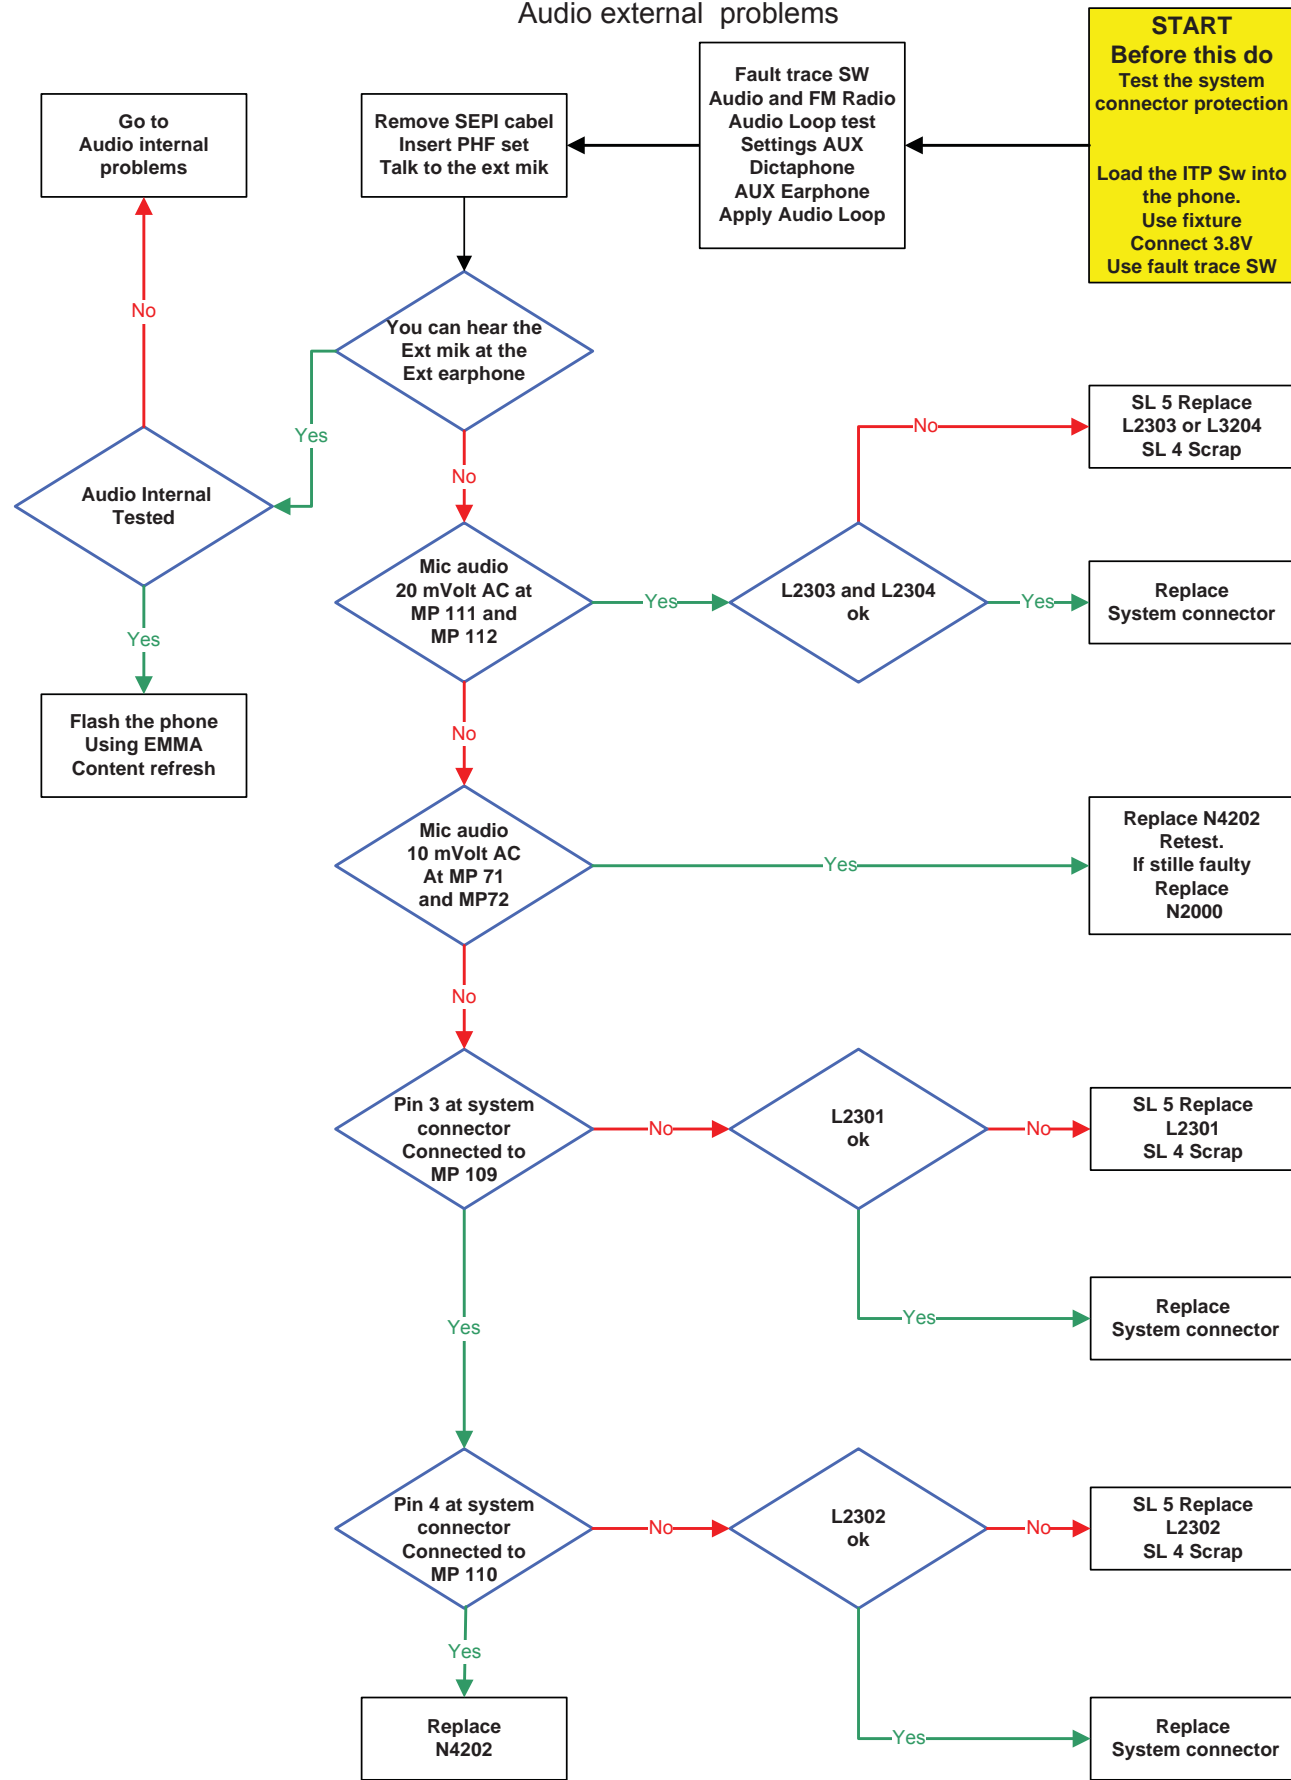 Audio external problems
START
Before this do
Test the system
connector protection
Load the ITP Sw into
the phone.
Use fixture
Connect 3.8V
Use fault trace SW
Fault trace SW
Audio and FM Radio
Audio Loop test
Settings AUX
Dictaphone
AUX Earphone
Apply Audio Loop
Remove SEPI cabel
Insert PHF set
Talk to the ext mik
Go to
Audio internal
problems
No
You can hear the
Ext mik at the
Ext earphone
Yes
No
Audio Internal
Tested
Yes
Flash the phone
Using EMMA
Content refresh
Mic audio
20 mVolt AC at
MP 111 and
MP 112
Yes
L2303 and L2304
ok
No
SL 5 Replace
L2303 or L3204
SL 4 Scrap
Yes
Replace
System connector
No
Mic audio
10 mVolt AC
At MP 71
and MP72
Yes
Replace N4202
Retest.
If stille faulty
Replace
N2000
No
Pin 3 at system
connector
Connected to
MP 109
No
L2301
ok
No
SL 5 Replace
L2301
SL 4 Scrap
Yes
Replace
System connector
Yes
Pin 4 at system
connector
Connected to
MP 110
No
L2302
ok
No
SL 5 Replace
L2302
SL 4 Scrap
Yes
Replace
System connector
Yes
Replace
N4202